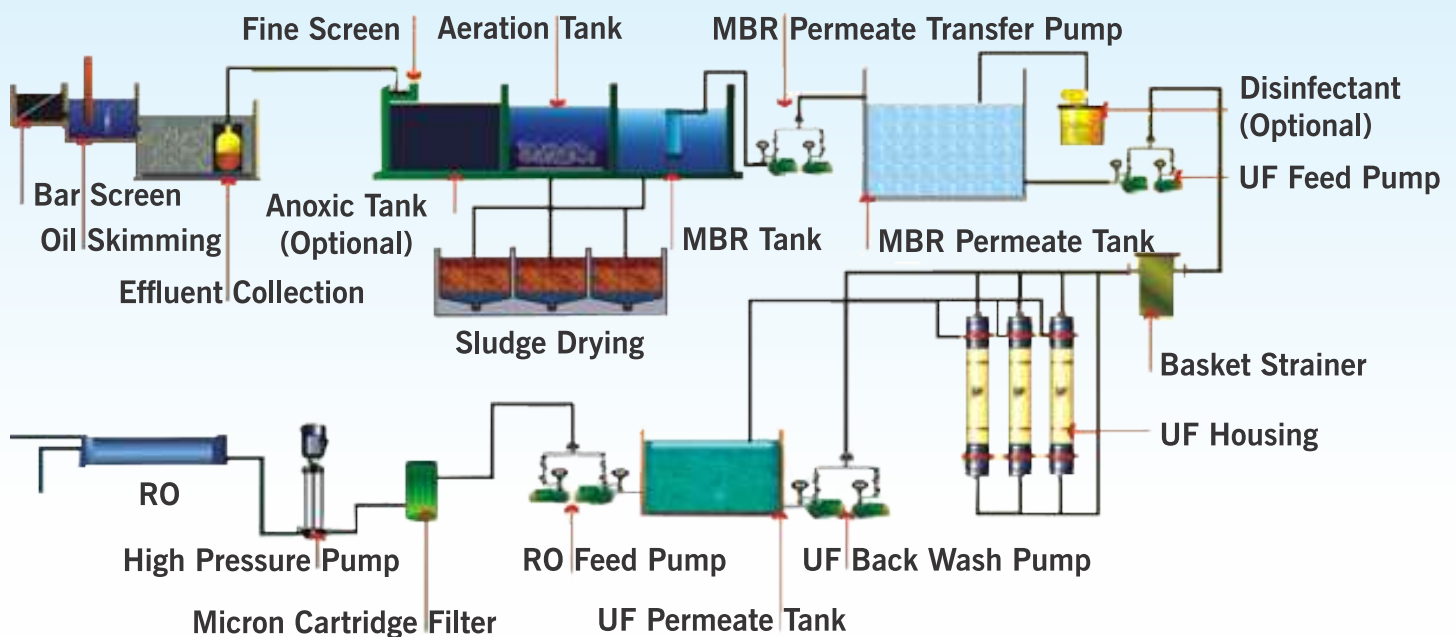 Fine Screen
Aeration Tank
MBR Permeate Transfer Pump
Disinfectant
(Optional)
UF Feed Pump
Bar Screen
Oil Skimming
Effluent Collection
Anoxic Tank
(Optional)
MBR Tank
MBR Permeate Tank
Sludge Drying
Basket Strainer
UF Housing
RO
High Pressure Pump
RO Feed Pump
UF Back Wash Pump
Micron Cartridge Filter
UF Permeate Tank